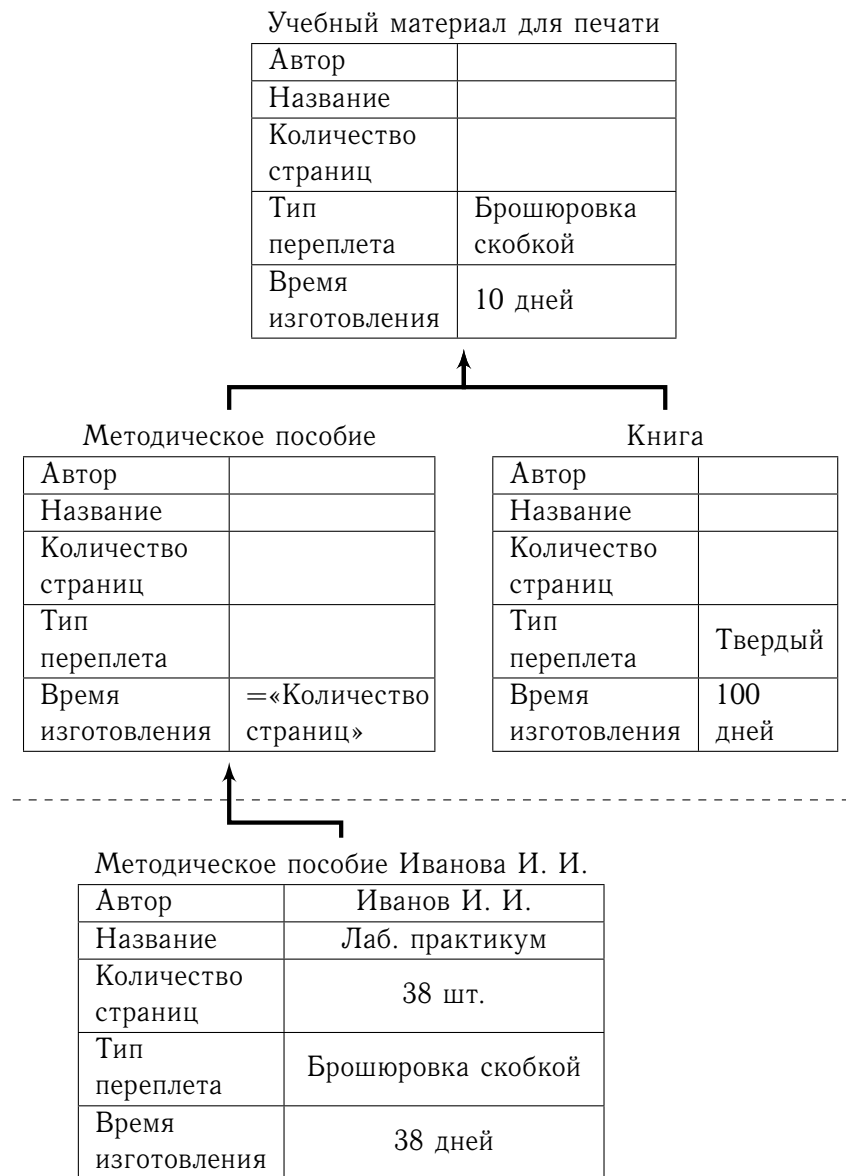 Учебный материал для печати
Автор
Название
Количество
страниц
Тип
переплета
Брошюровка
скобкой
Время
изготовления
10 дней
Методическое пособие
Автор
Название
Количество
страниц
Тип
переплета
Время
изготовления
=«Количество
страниц»
Книга
Автор
Название
Количество
страниц
Тип
переплета
Твердый
Время
изготовления
100
дней
Методическое пособие Иванова И. И.
Автор
Иванов И. И.
Название
Лаб. практикум
Количество
страниц
38 шт.
Тип
переплета
Брошюровка скобкой
Время
изготовления
38 дней